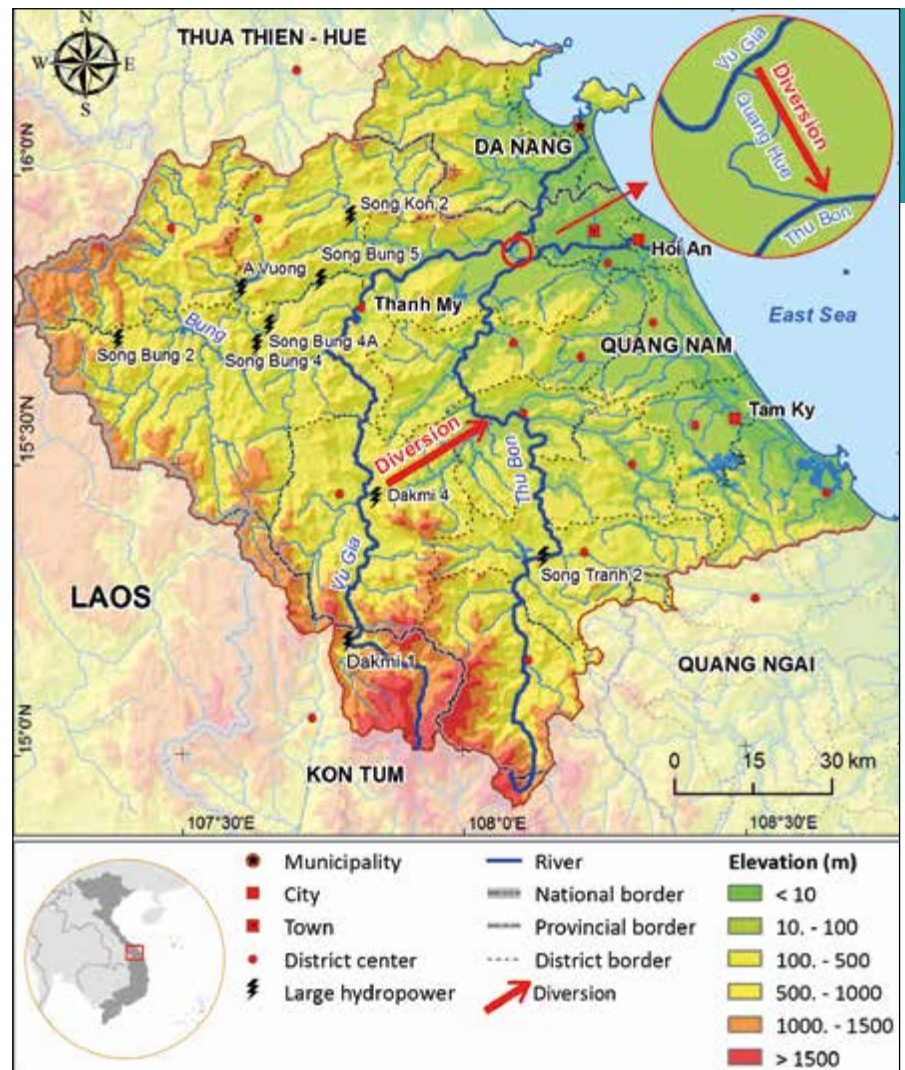 N
W
E
S
THUA THIEN - HUE
16°0'N
15°30'N
15°0'N
DA NANG
Vu Gia
Diversion
Quang Hue
Thu Bon
Song Kon 2
Song Bung 5
A Vuong
Hoi An
Thanh My
Bung
Song Bung 4A
Song Bung 2
Song Bung 4
East Sea
QUANG NAM
Tam Ky
Diversion
Thu Bon
Dakmi 4
Vu Gia
Song Tranh 2
LAOS
Dakmi 1
QUANG NGAI
KON TUM
0 15 30 km
107°30'E
108°0'E
108°30'E
Municipality
City
Town
District center
Large hydropower
River
National border
Provincial border
District border
Diversion
Elevation (m)
< 10
10. - 100
100. - 500
500. - 1000
1000. - 1500
> 1500